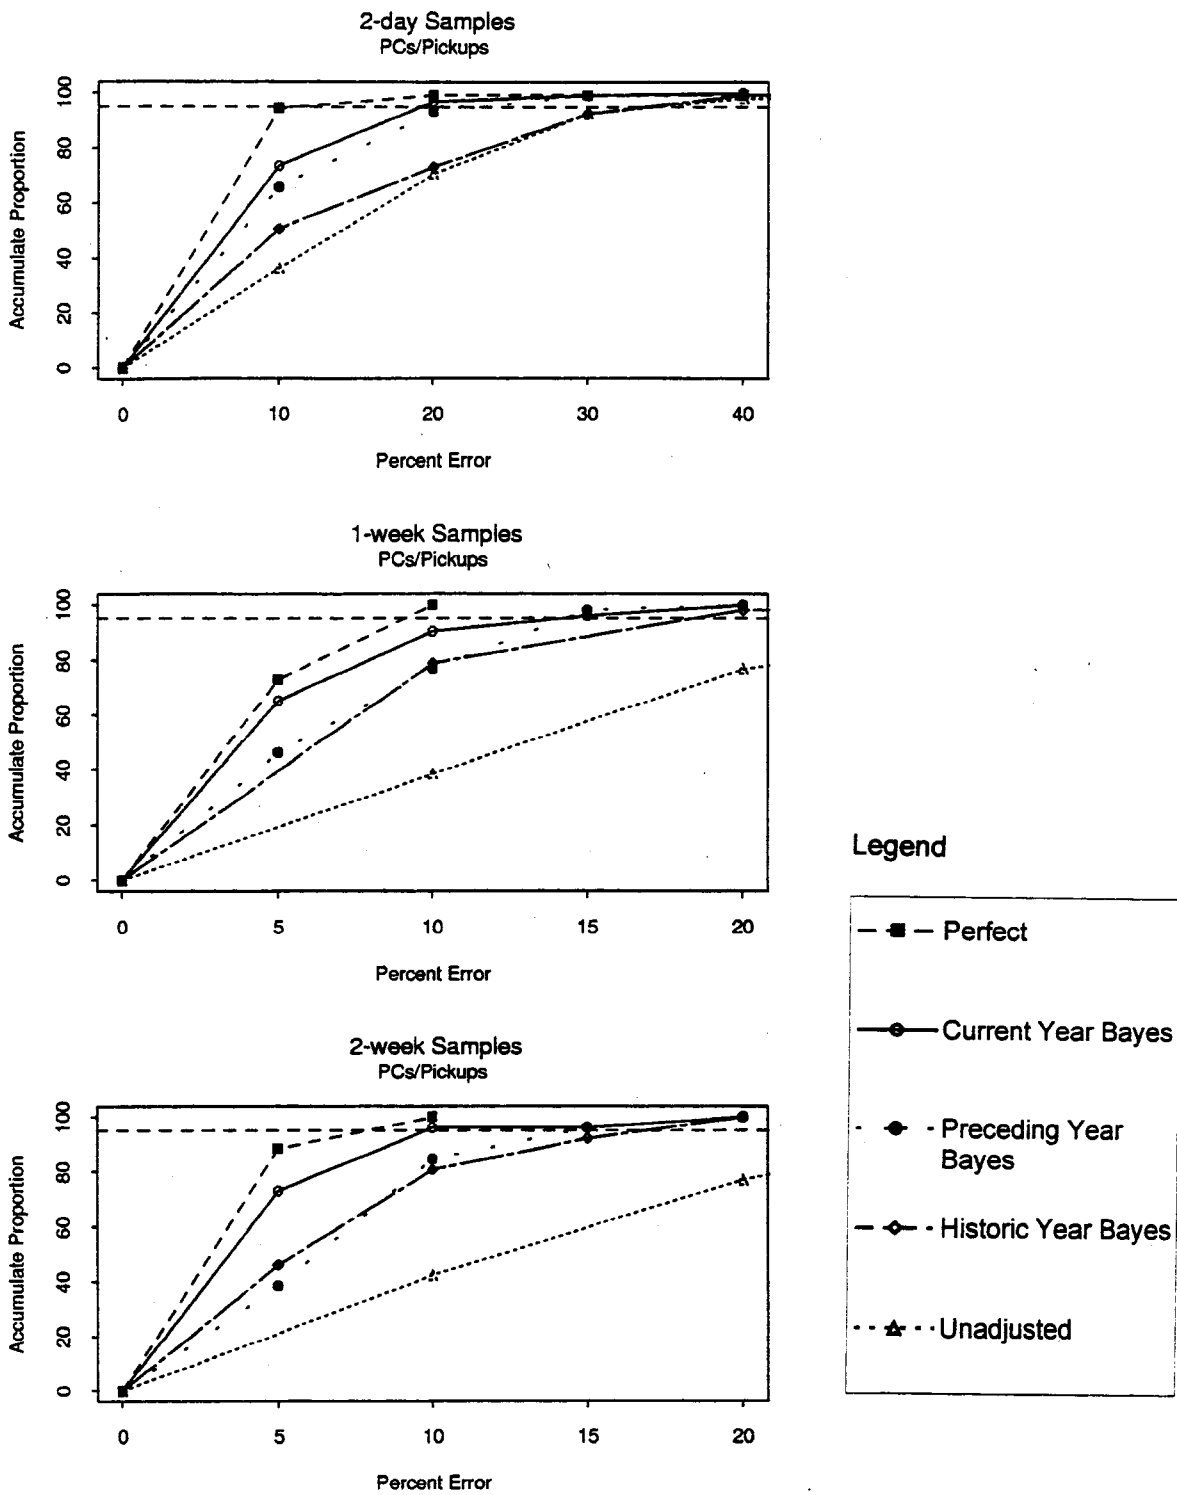 2-day Samples
PCs/Pickups
Accumulate Proportion
100
80
60
40
20
0
0 10 20 30 40
Percent Error
1-week Samples
PCs/Pickups
Accumulate Proportion
100
80
60
40
20
0
0 5 10 15 20
Percent Error
2-week Samples
PCs/Pickups
Accumulate Proportion
100
80
60
40
20
0
0 5 10 15 20
Percent Error
Legend
Perfect
Current Year Bayes
Preceding Year
Bayes
Historic Year Bayes
Unadjusted